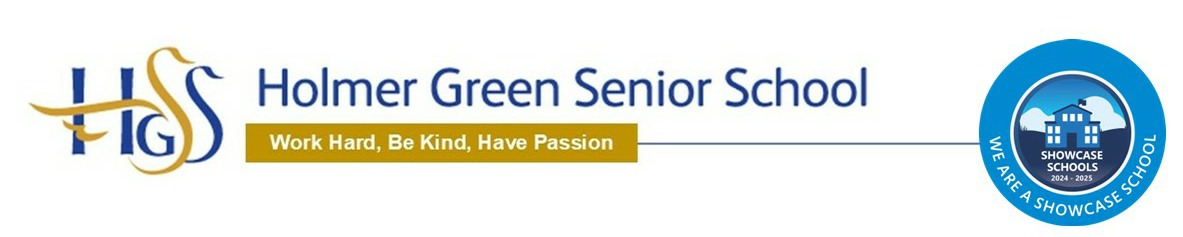 HGSS
Holmer Green Senior School
Work Hard, Be Kind, Have Passion
SHOWCASE
SCHOOLS
2024 - 2025
WE ARE A SHOWCASE SCHOOL